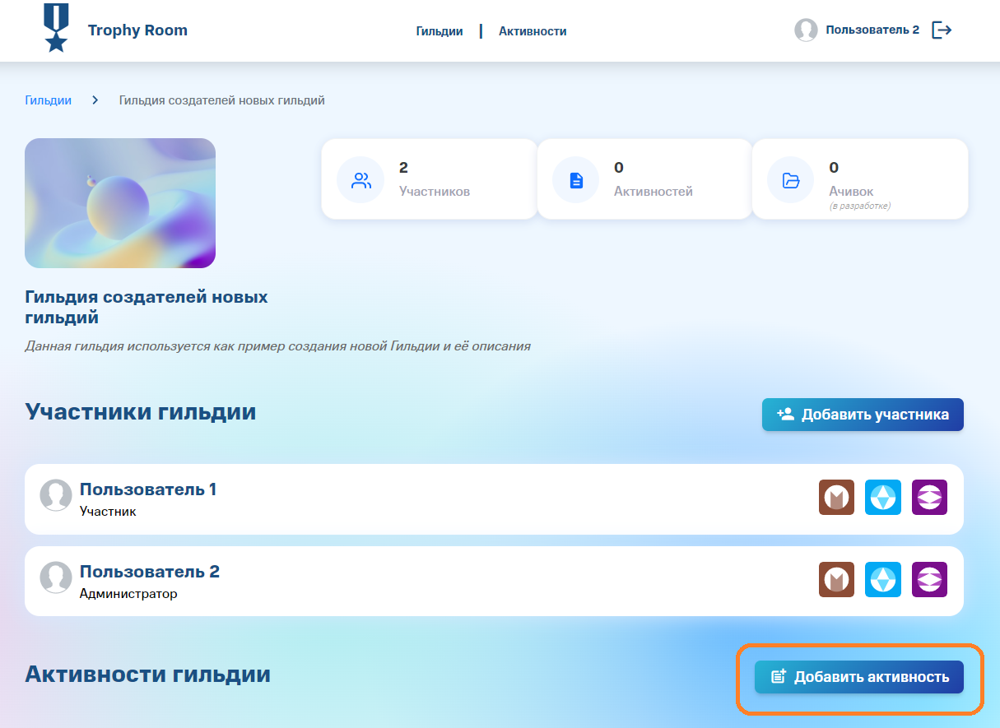 Trophy Room
Гильдии | Активности
Пользователь 2
Гильдии > Гильдия создателей новых гильдий
2
Участников
0
Активностей
0
Ачивок
(в разработке)
Гильдия создателей новых
гильдий
Данная гильдия используется как пример создания новой Гильдии и её описания
Участники гильдии
Добавить участника
Пользователь 1
Участник
Пользователь 2
Администратор
Активности гильдии
Добавить активность